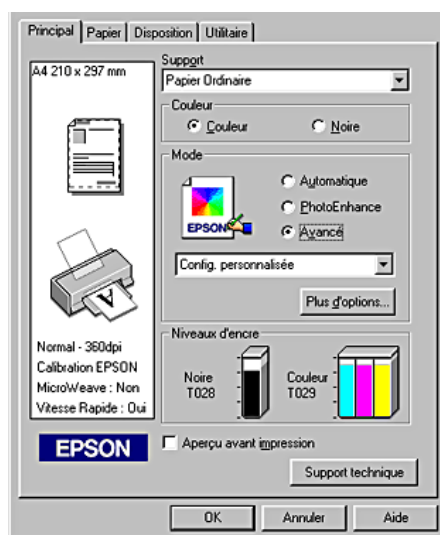 Principal Papier Disposition Utilitaire
A4 210 x 297 mm
Support
Papier Ordinaire
Couleur
Couleur Noire
Mode
Automatique
PhotoEnhance
Avancé
EPSON
Config. personnalisée
Plus d'options...
A
Normal - 360dpi
Calibration EPSON
MicroWeave : Non
Vitesse Rapide : Oui
Niveaux d'encre
Noire
T028
Couleur
T029
EPSON
Aperçu avant impression
Support technique
OK Annuler Aide